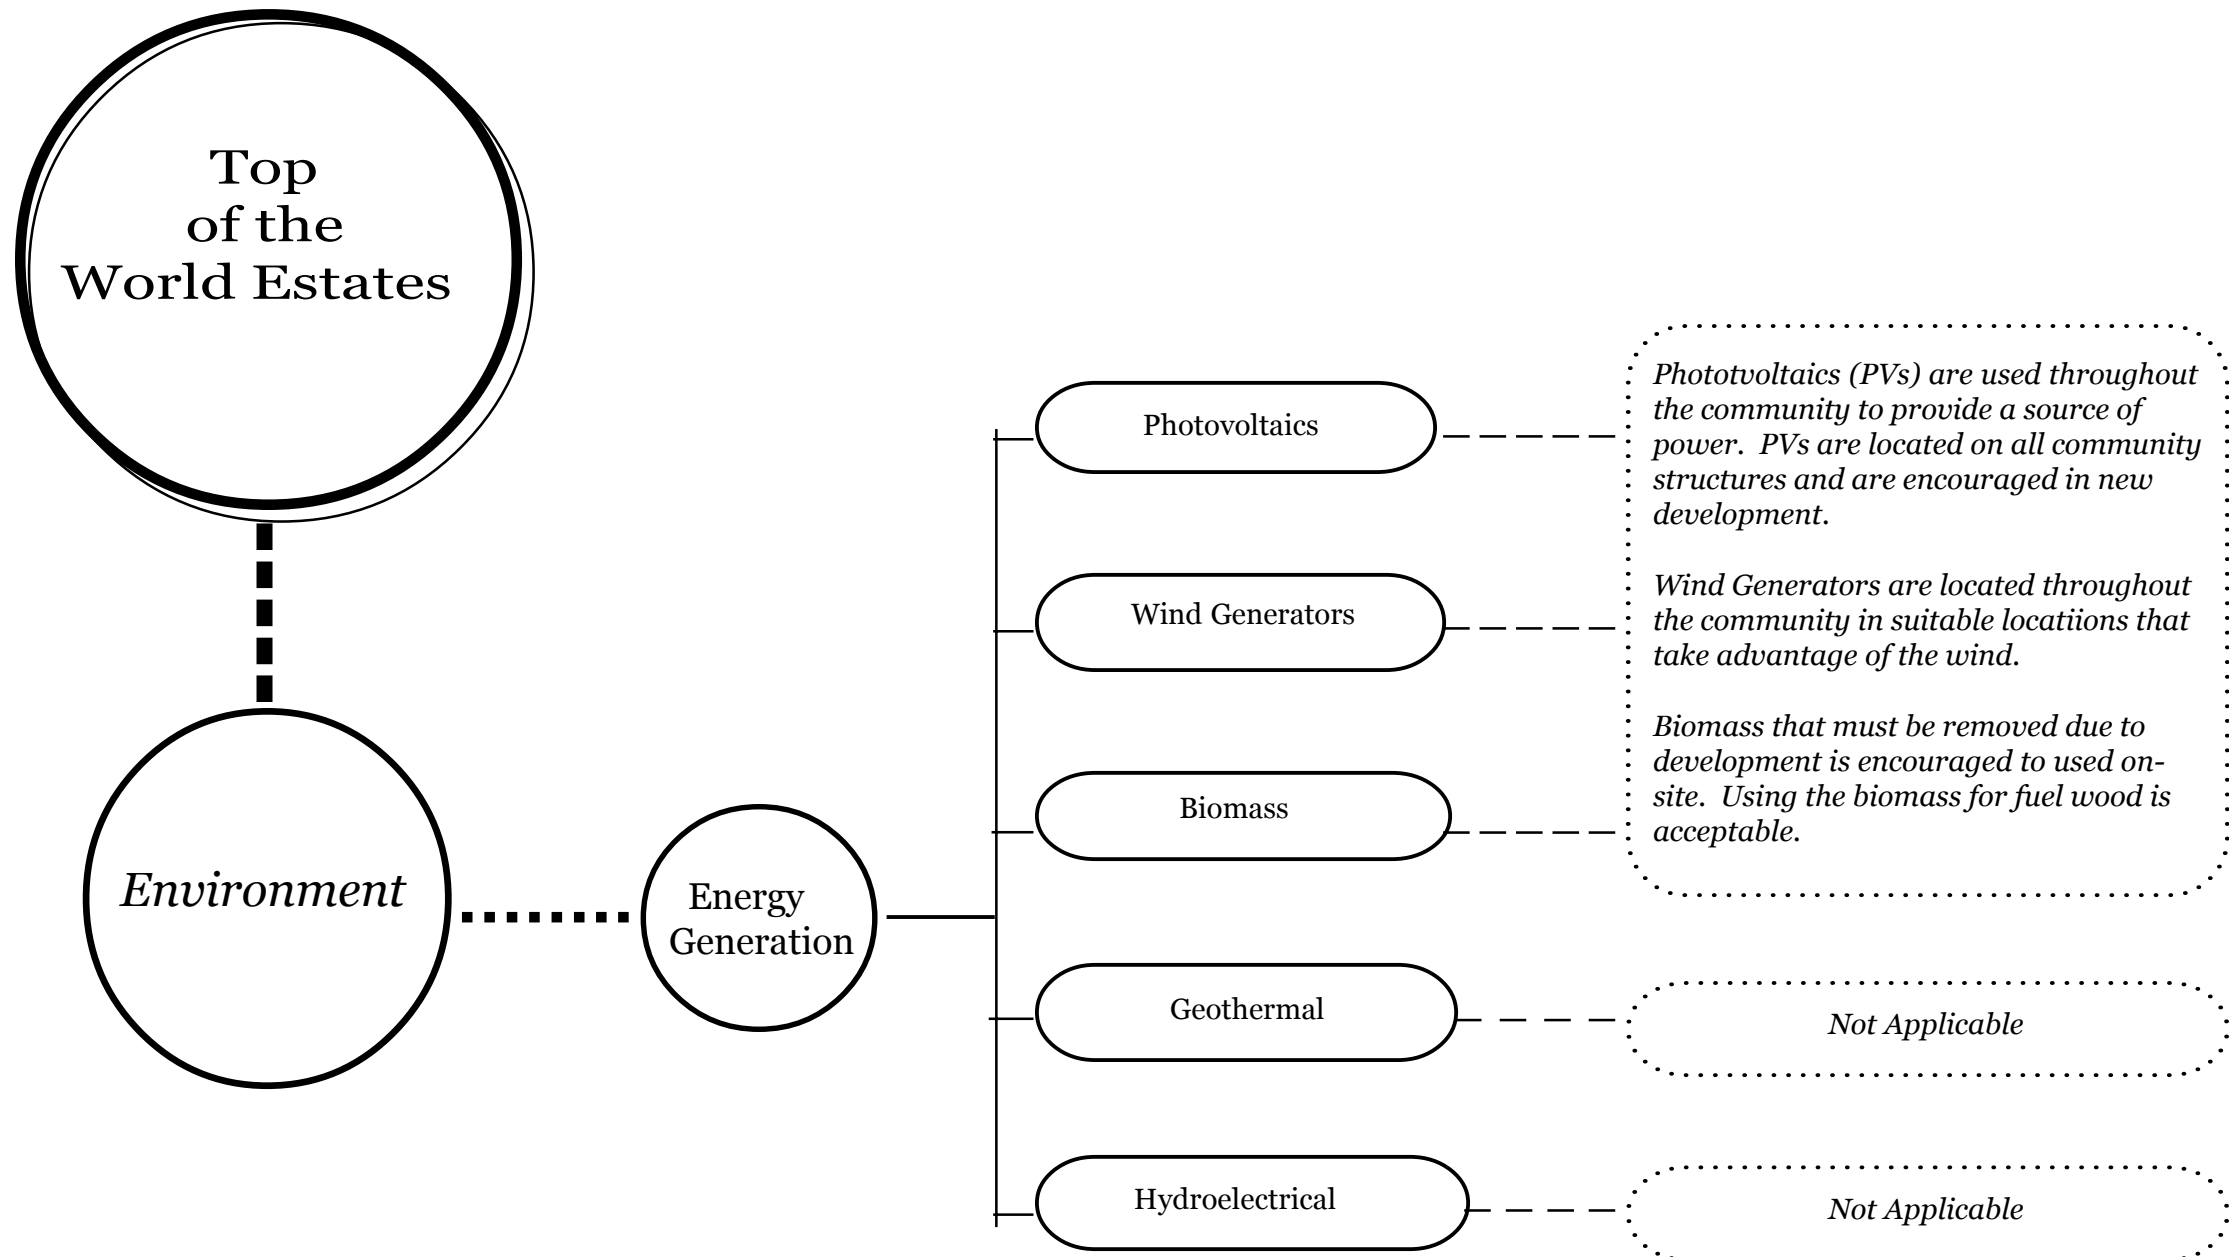 Top
of the
World Estates
Environment
Energy
Generation
Photovoltaics
Wind Generators
Biomass
Geothermal
Hydroelectrical
Phototvoltaics (PVs) are used throughout
the community to provide a source of
power.  PVs are located on all community
structures and are encouraged in new
development.
Wind Generators are located throughout
the community in suitable locatiions that
take advantage of the wind.
Biomass that must be removed due to
development is encouraged to used on-
site.  Using the biomass for fuel wood is
acceptable.
Not Applicable
Not Applicable